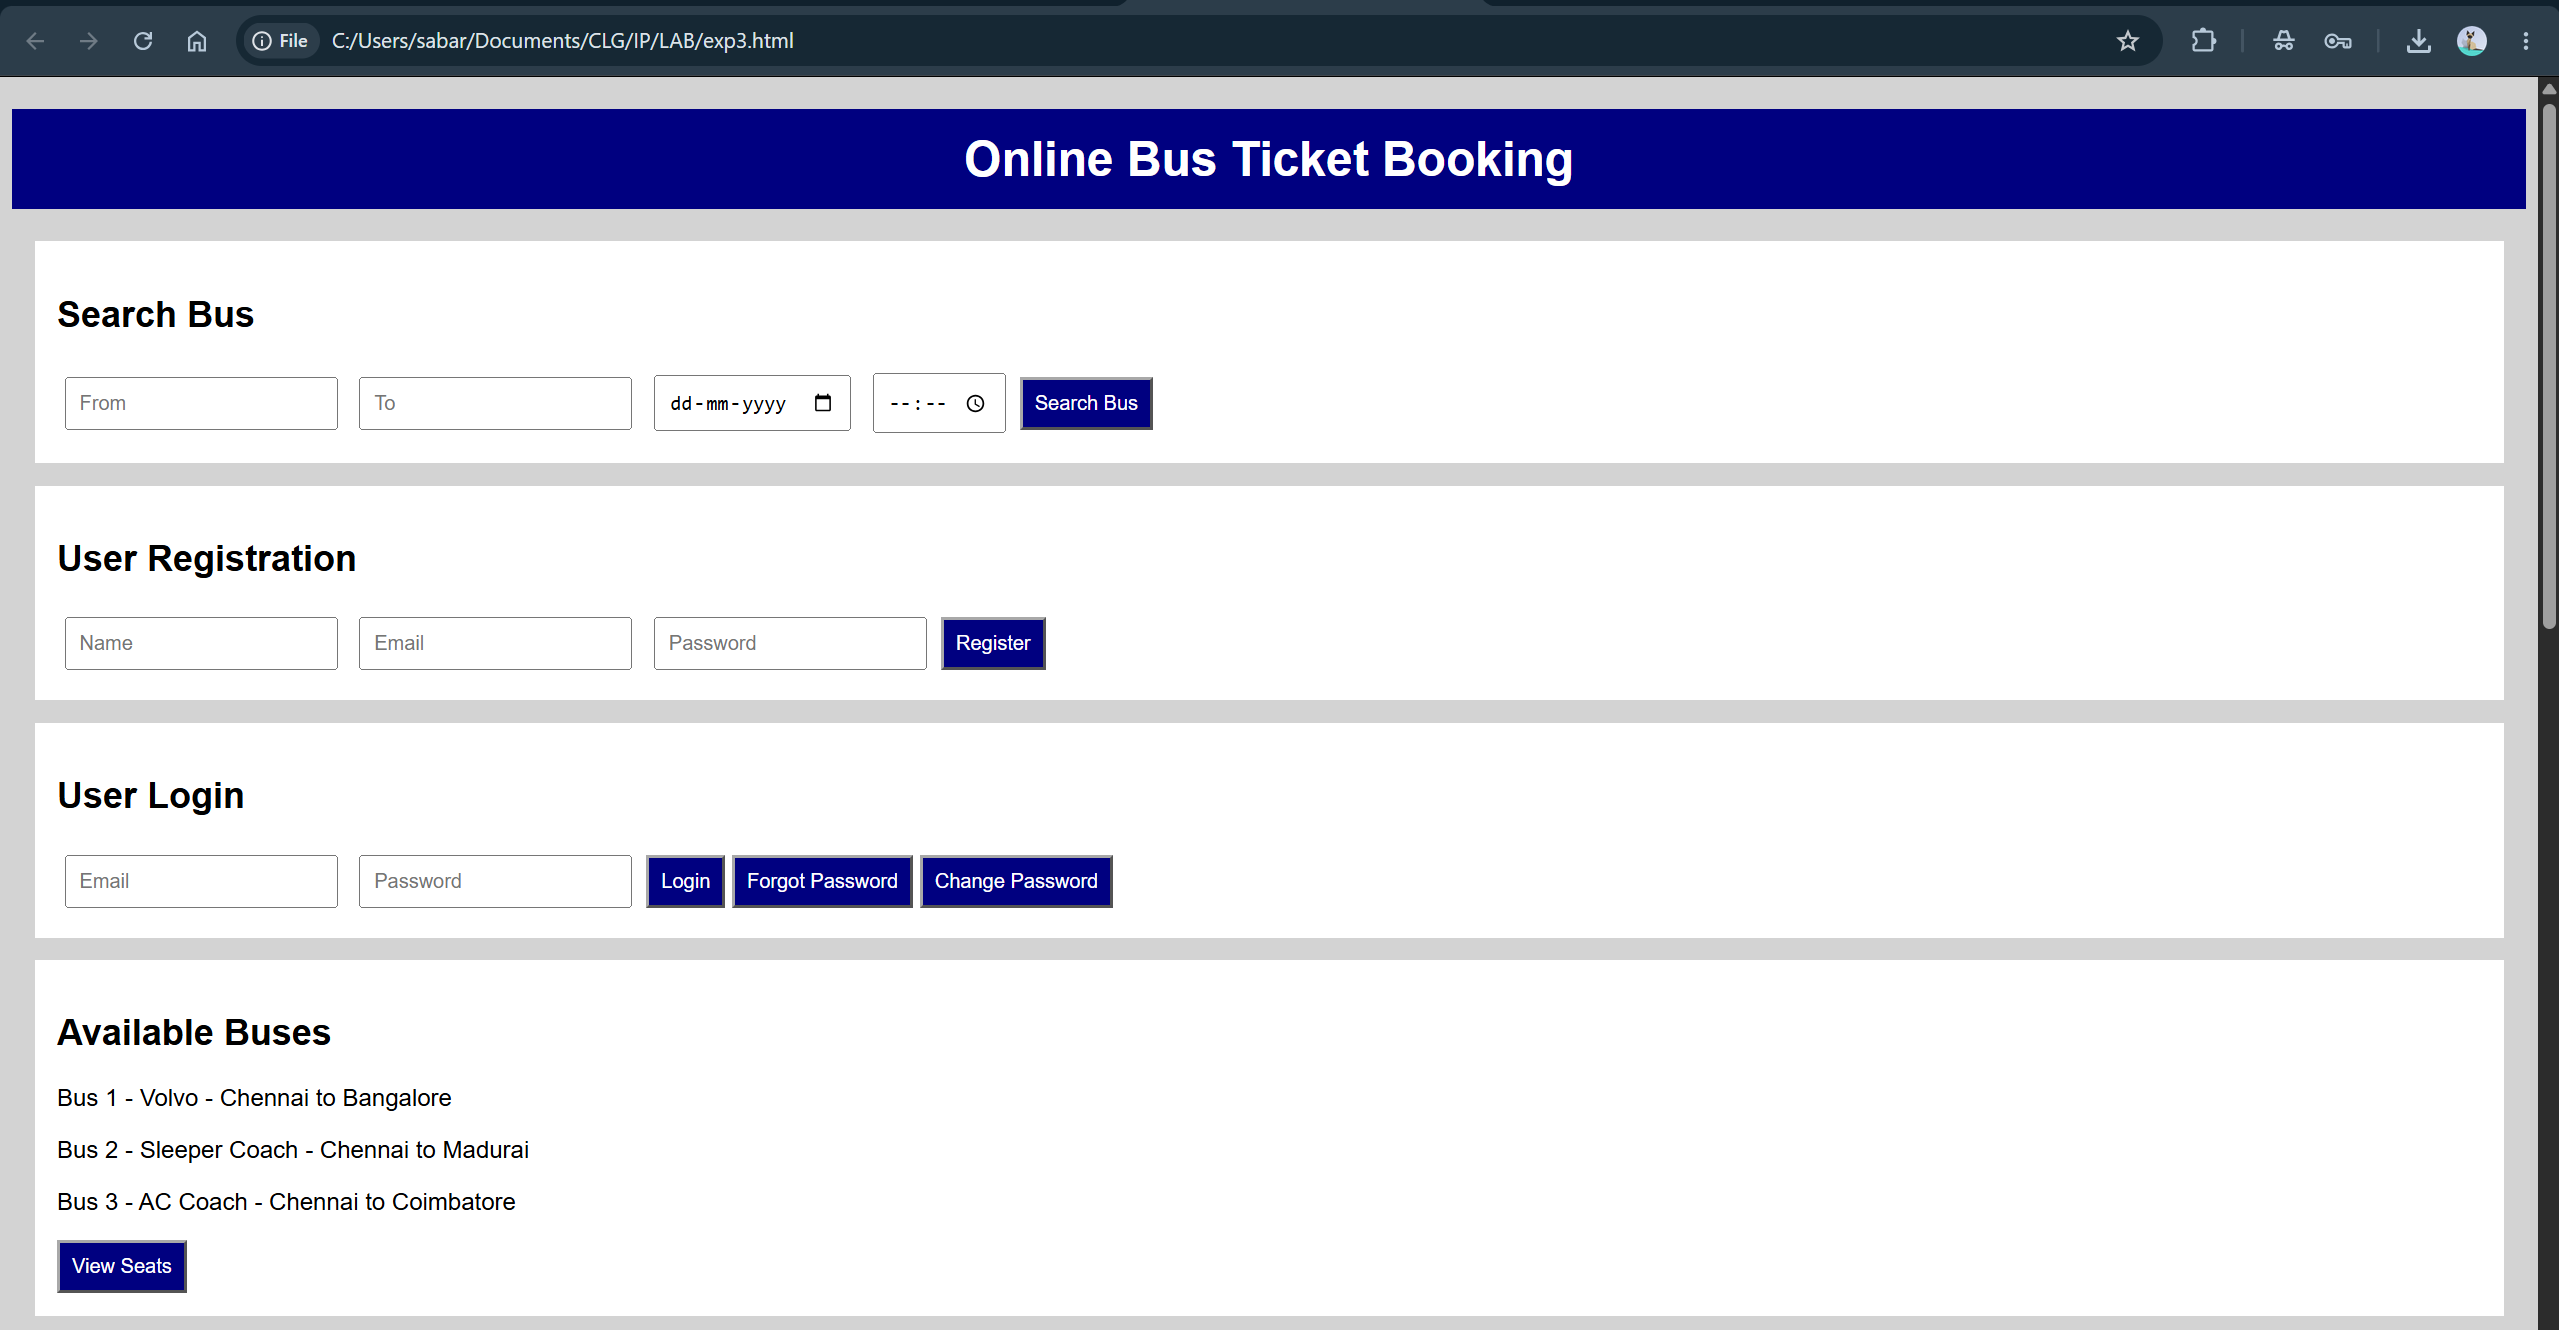 File C:/Users/sabar/Documents/CLG/IP/LAB/exp3.html
Online Bus Ticket Booking
Search Bus
From To dd-mm-yyyy --:-- Search Bus
User Registration
Name Email Password Register
User Login
Email Password Login Forgot Password Change Password
Available Buses
Bus 1 - Volvo - Chennai to Bangalore
Bus 2 - Sleeper Coach - Chennai to Madurai
Bus 3 - AC Coach - Chennai to Coimbatore
View Seats